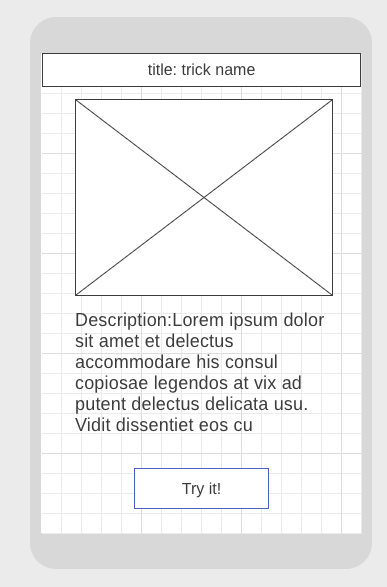 title: trick name
Description:Lorem ipsum dolor
sit amet et delectus
accommodare his consul
copiosae legendos at vix ad
putent delectus delicata usu.
Vidit dissentiet eos cu
Try it!